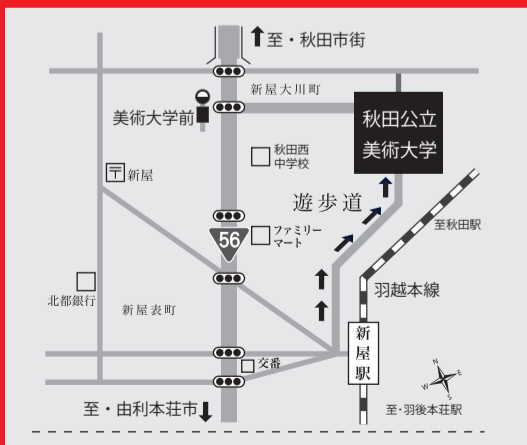 至・秋田市街
新屋大川町
美術大学前
秋田公立
美術大学
秋田西
中学校
〒
新屋
遊歩道
至秋田駅
56
ファミリー
マート
羽越本線
北都銀行
新屋表町
新屋駅
交番
N
E
W
S
至・由利本荘市
至・羽後本荘駅